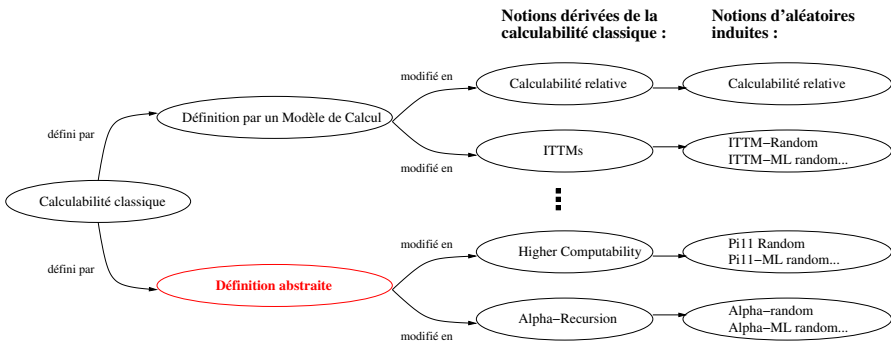 Notions dérivées de la
calculabilité classique :
Notions d'aléatoires
induites :
modifié en
Calculabilité relative
Calculabilité relative
défini par
Définition par un Modèle de Calcul
modifié en
ITTMs
ITTM−Random
ITTM−ML random...
Calculabilité classique
défini par
modifié en
Higher Computability
Pi11 Random
Pi11−ML random...
Définition abstraite
modifié en
Alpha−Recursion
Alpha−random
Alpha−ML random...